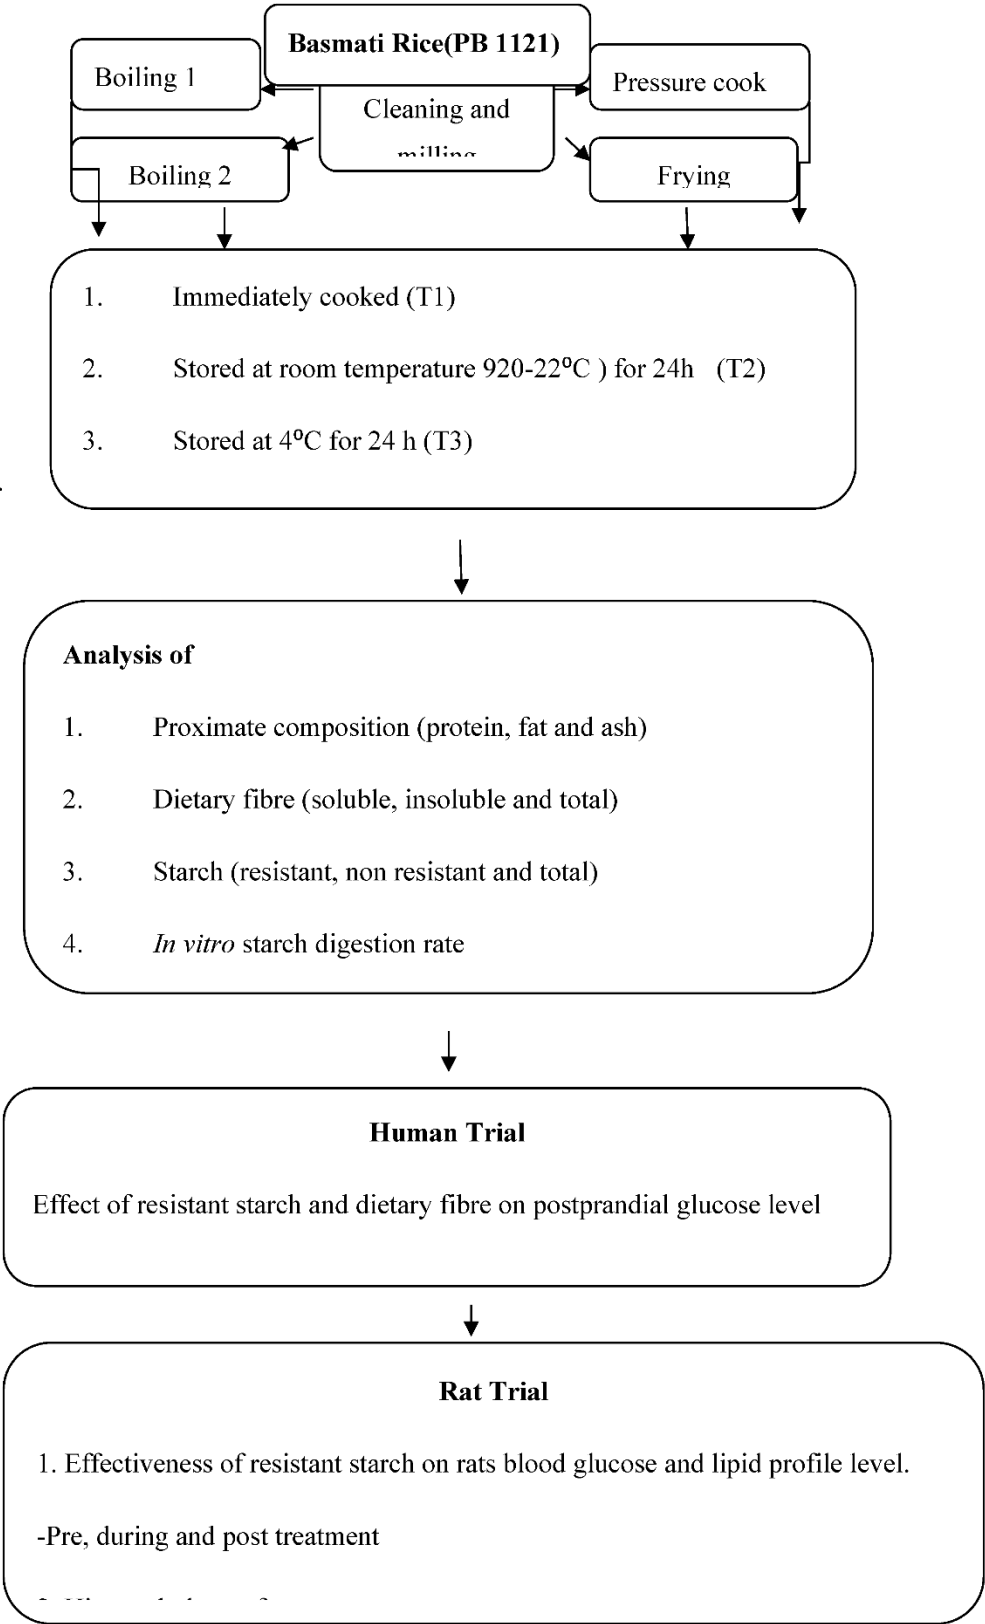 Basmati Rice(PB 1121)
Boiling 1
Pressure cook
Cleaning and
milling
Boiling 2
Frying
1. Immediately cooked (T1)
2. Stored at room temperature 920-22⁰C ) for 24h (T2)
3. Stored at 4⁰C for 24 h (T3)
.
Analysis of
1. Proximate composition (protein, fat and ash)
2. Dietary fibre (soluble, insoluble and total)
3. Starch (resistant, non resistant and total)
4. In vitro starch digestion rate
Human Trial
Effect of resistant starch and dietary fibre on postprandial glucose level
Rat Trial
1. Effectiveness of resistant starch on rats blood glucose and lipid profile level.
-Pre, during and post treatment